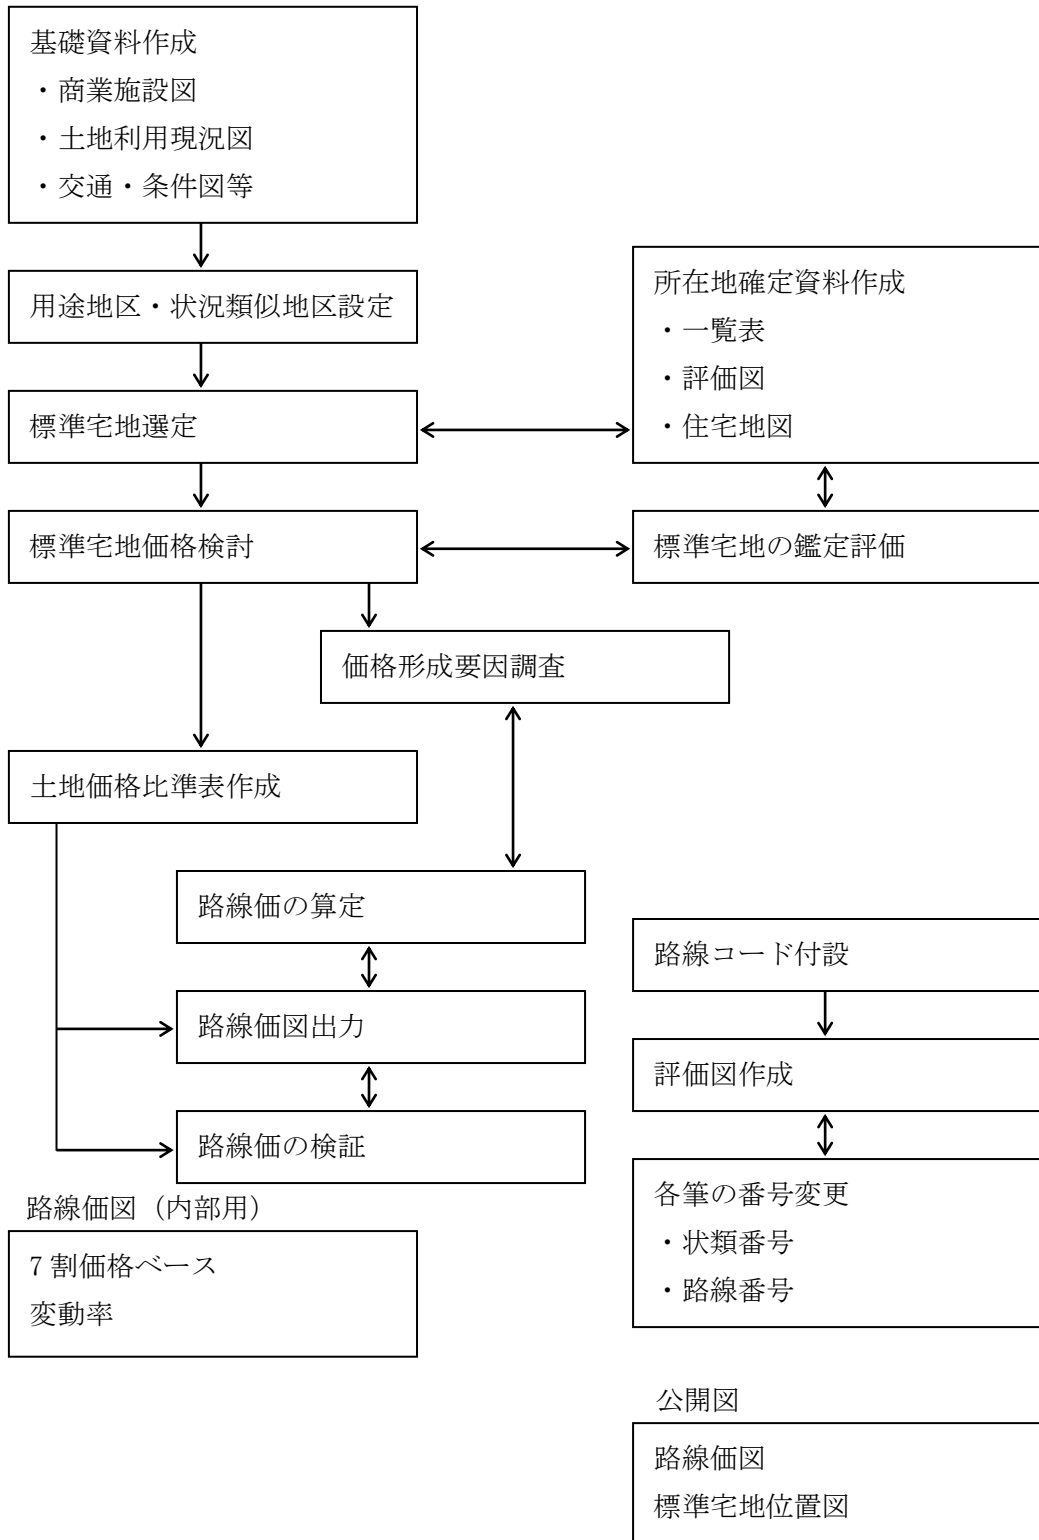 基礎資料作成
・商業施設図
・土地利用現況図
・交通・条件図等
用途地区・状況類似地区設定
所在地確定資料作成
・一覧表
・評価図
・住宅地図
標準宅地選定
標準宅地価格検討
標準宅地の鑑定評価
価格形成要因調査
土地価格比準表作成
路線価の算定
路線コード付設
路線価図出力
評価図作成
路線価の検証
各筆の番号変更
・状類番号
・路線番号
路線価図（内部用）
7 割価格ベース
変動率
公開図
路線価図
標準宅地位置図